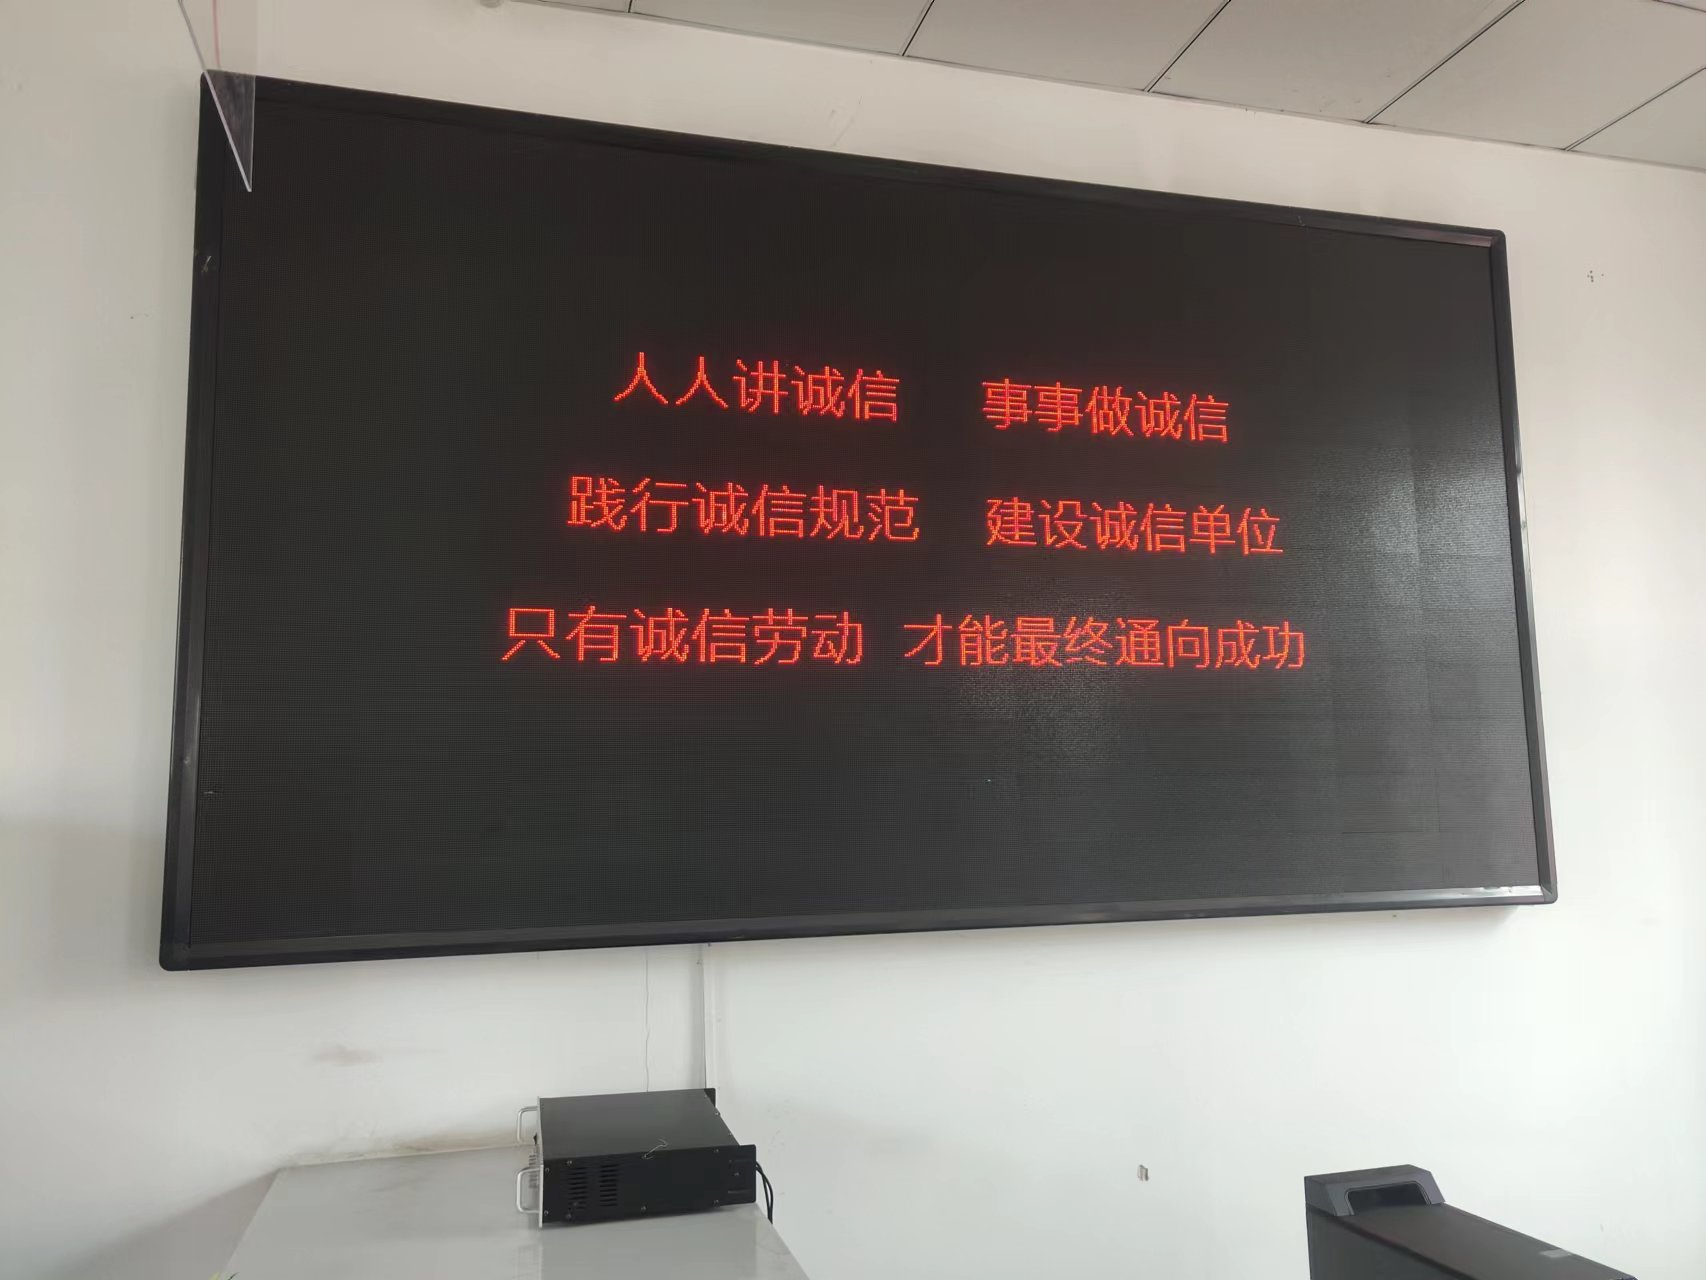 人人讲诚信 事事做诚信
践行诚信规范 建设诚信单位
只有诚信劳动 才能最终通向成功